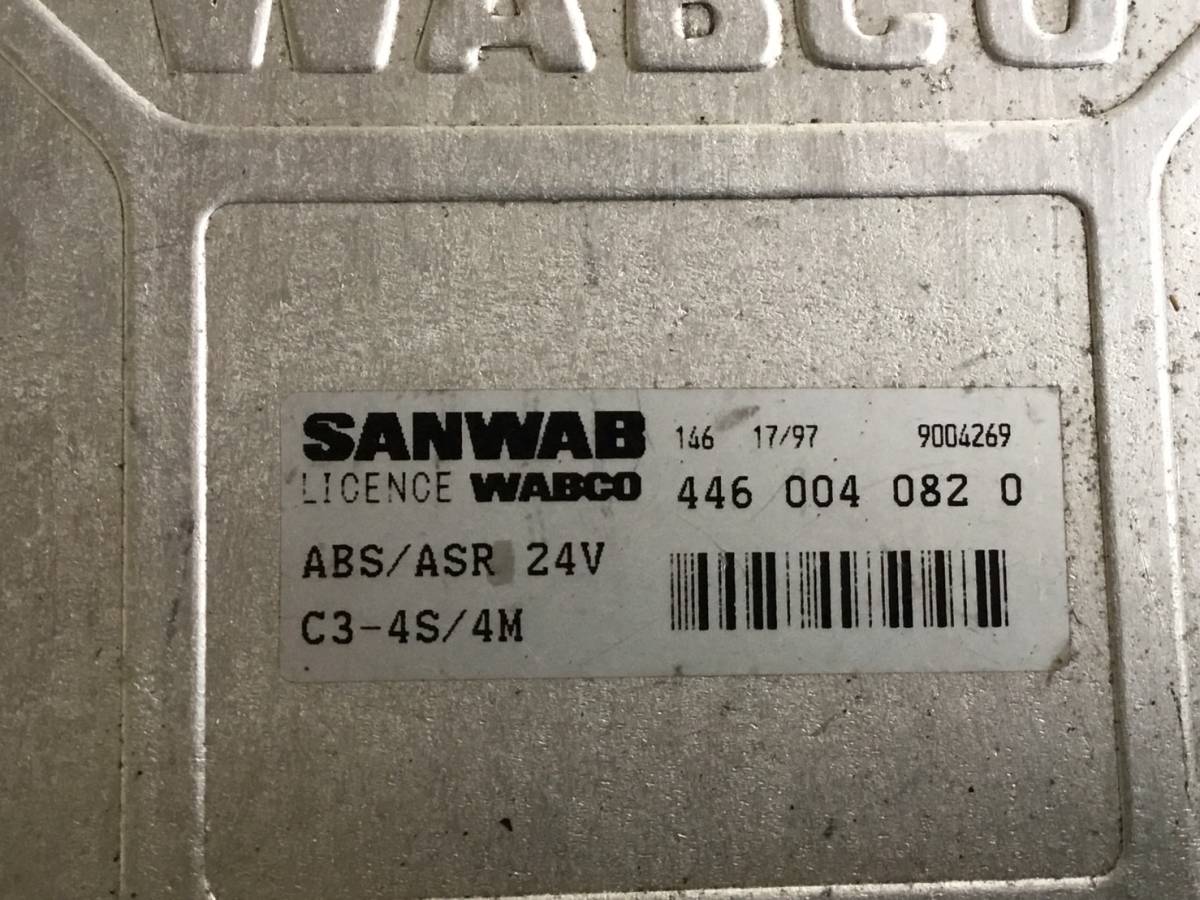 WABCO
SANWAB 146 17/97 9004269
LICENCE WABCO 446 004 082 0
ABS/ASR 24V
C3-4S/4M